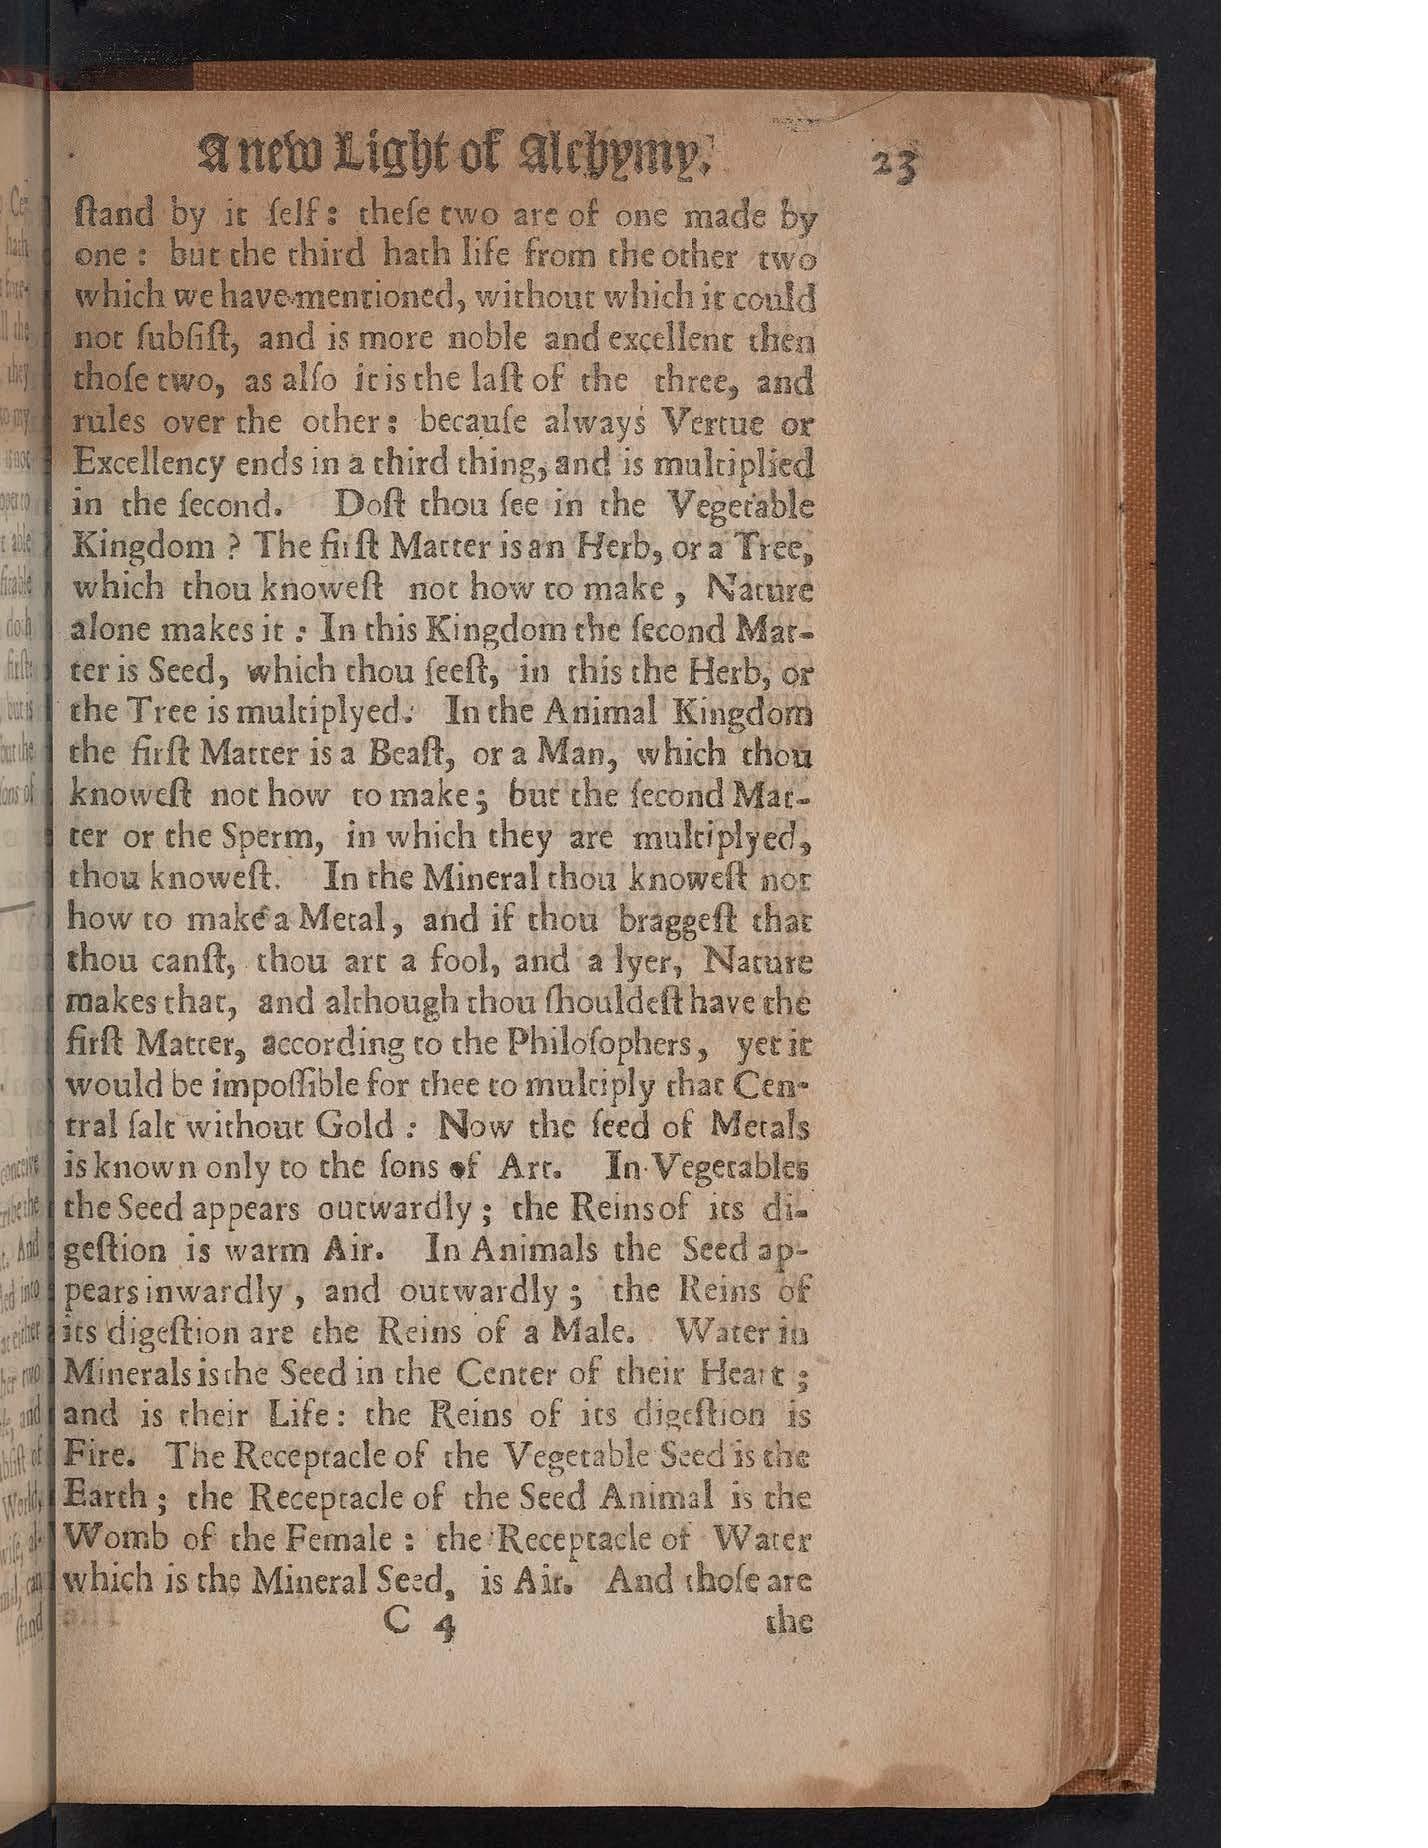 A new Light of Alchymy. 23
ſtand by it ſelf: theſe two are of one made by
one: but the third hath life from the other two
which we have mentioned, without which it could
not ſubſiſt, and is more noble and excellent then
thoſe two, as alſo it is the laſt of the three, and
rules over the other: becauſe always Vertue or
Excellency ends in a third thing, and is multiplied
in the ſecond. Doſt thou ſee in the Vegetable
Kingdom ? The firſt Matter is an Herb, or a Tree,
which thou knoweſt not how to make, Nature
alone makes it: In this Kingdom the ſecond Mat-
ter is Seed, which thou ſeeſt, in this the Herb, or
the Tree is multiplyed. In the Animal Kingdom
the firſt Matter is a Beaſt, or a Man, which thou
knoweſt not how to make; but the ſecond Mat-
ter or the Sperm, in which they are multiplyed,
thou knoweſt. In the Mineral thou knoweſt not
how to make a Metal, and if thou braggeſt that
thou canſt, thou art a fool, and a lyer, Nature
makes that, and although thou ſhouldeſt have the
firſt Matter, according to the Philoſophers, yet it
would be impoſſible for thee to multiply that Cen-
tral ſalt without Gold: Now the ſeed of Metals
is known only to the ſons of Art. In Vegetables
the Seed appears outwardly; the Reins of its di-
geſtion is warm Air. In Animals the Seed ap-
pears inwardly, and outwardly; the Reins of
its digeſtion are the Reins of a Male. Water in
Minerals is the Seed in the Center of their Heart;
and is their Life: the Reins of its digeſtion is
Fire. The Receptacle of the Vegetable Seed is the
Earth; the Receptacle of the Seed Animal is the
Womb of the Female: the Receptacle of Water
which is the Mineral Seed, is Air. And thoſe are
C 4 the